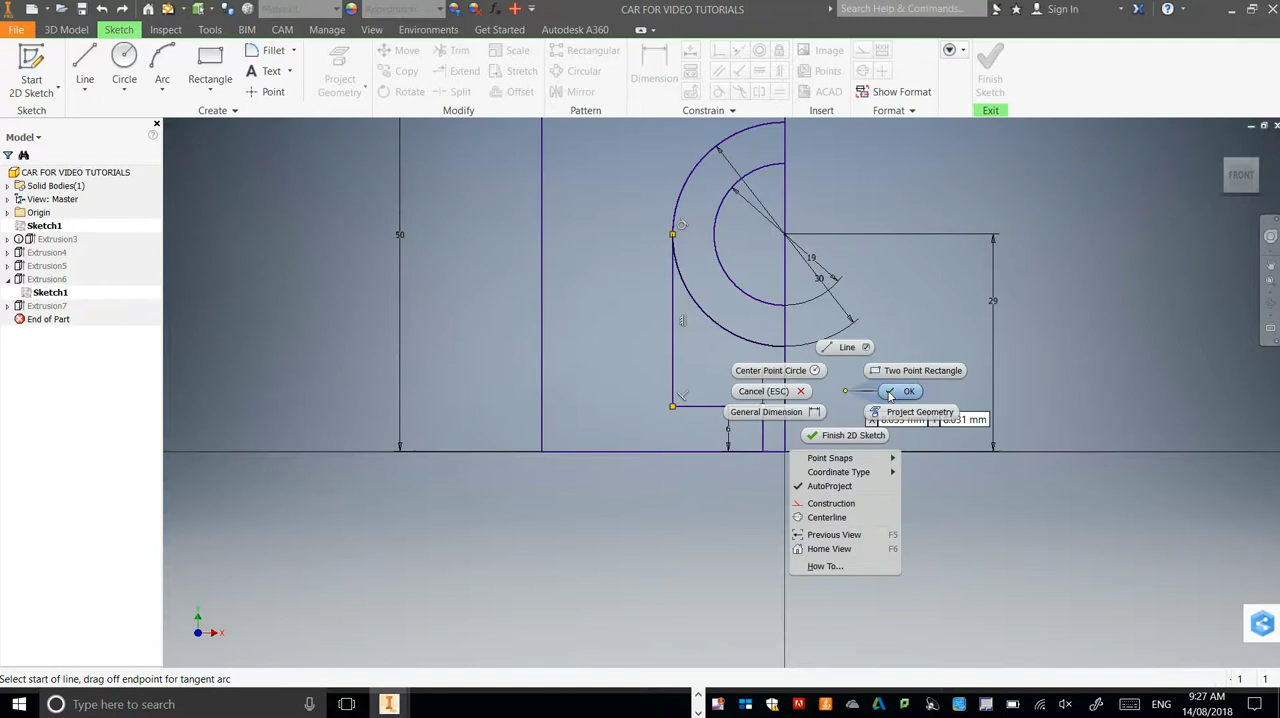 Material
Appearance
CAR FOR VIDEO TUTORIALS
Search Help & Commands...
Sign In
File
3D Model
Sketch
Inspect
Tools
BIM
CAM
Manage
View
Environments
Get Started
Autodesk A360
Start
2D Sketch
Line
Circle
Arc
Rectangle
Fillet
Text
Point
Project
Geometry
Move
Trim
Scale
Copy
Extend
Stretch
Rotate
Split
Offset
Rectangular
Circular
Mirror
Dimension
Image
Points
ACAD
Show Format
Finish
Sketch
Sketch
Create
Modify
Pattern
Constrain
Insert
Format
Exit
Model
CAR FOR VIDEO TUTORIALS
Solid Bodies(1)
View: Master
Origin
Sketch1
Extrusion3
Extrusion4
Extrusion5
Extrusion6
Sketch1
Extrusion7
End of Part
FRONT
50
19
30
29
6
Line
Center Point Circle
Two Point Rectangle
Cancel (ESC)
OK
General Dimension
Project Geometry
8.031 mm
Finish 2D Sketch
Point Snaps
Coordinate Type
AutoProject
Construction
Centerline
Previous View F5
Home View F6
How To...
Y
X
Select start of line, drag off endpoint for tangent arc
1 1
Type here to search
ENG
9:27 AM
14/08/2018